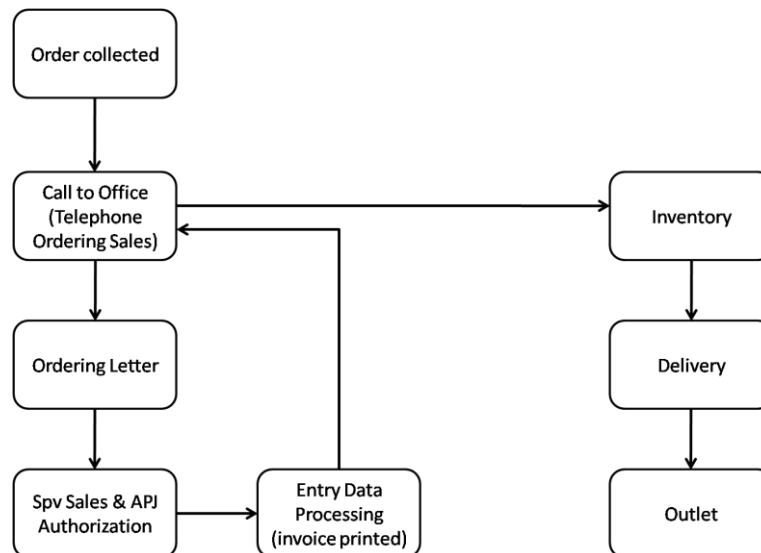 Order collected
Call to Office
(Telephone
Ordering Sales)
Inventory
Ordering Letter
Delivery
Spv Sales & APJ
Authorization
Entry Data
Processing
(invoice printed)
Outlet